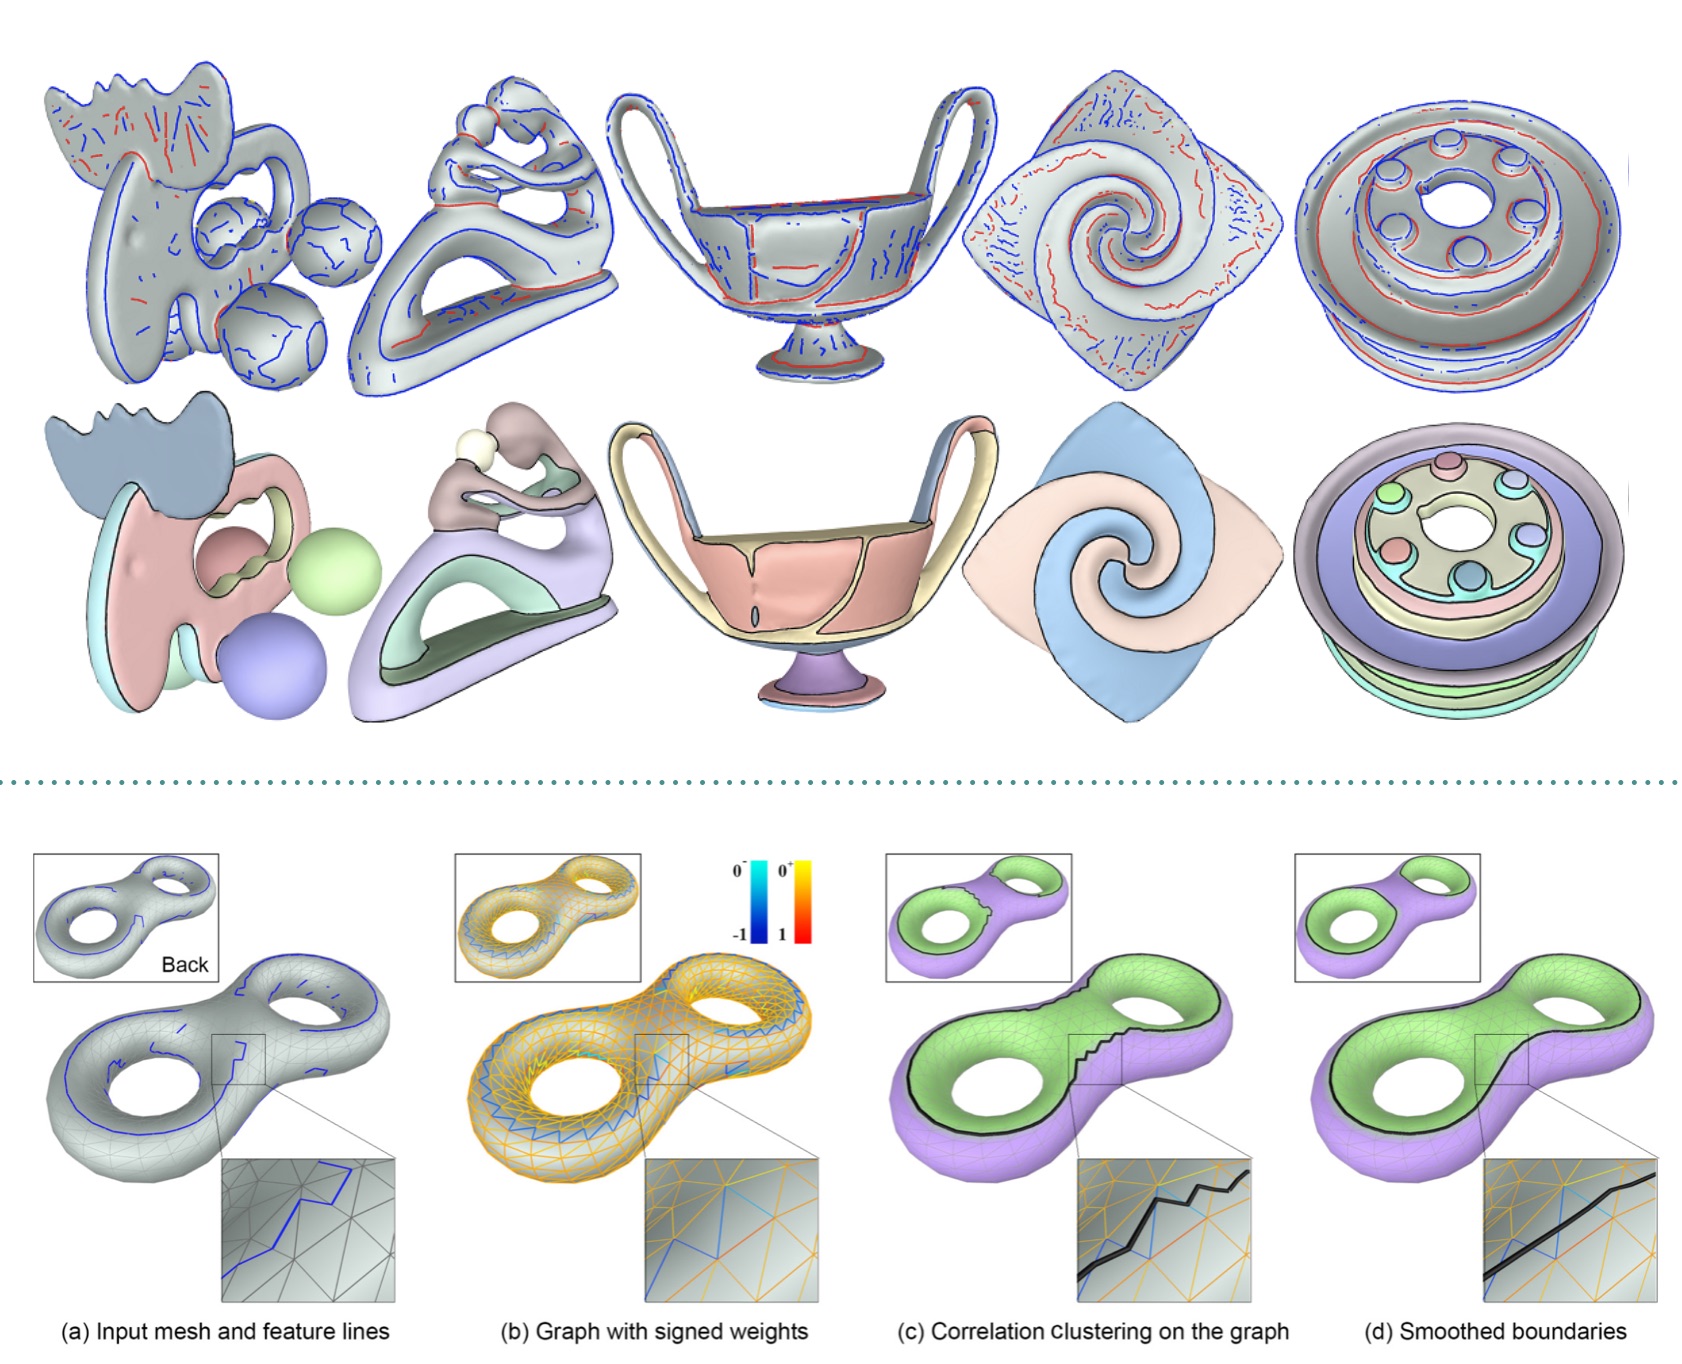 Back
0- 0+
-1 1
(a) Input mesh and feature lines
(b) Graph with signed weights
(c) Correlation clustering on the graph
(d) Smoothed boundaries